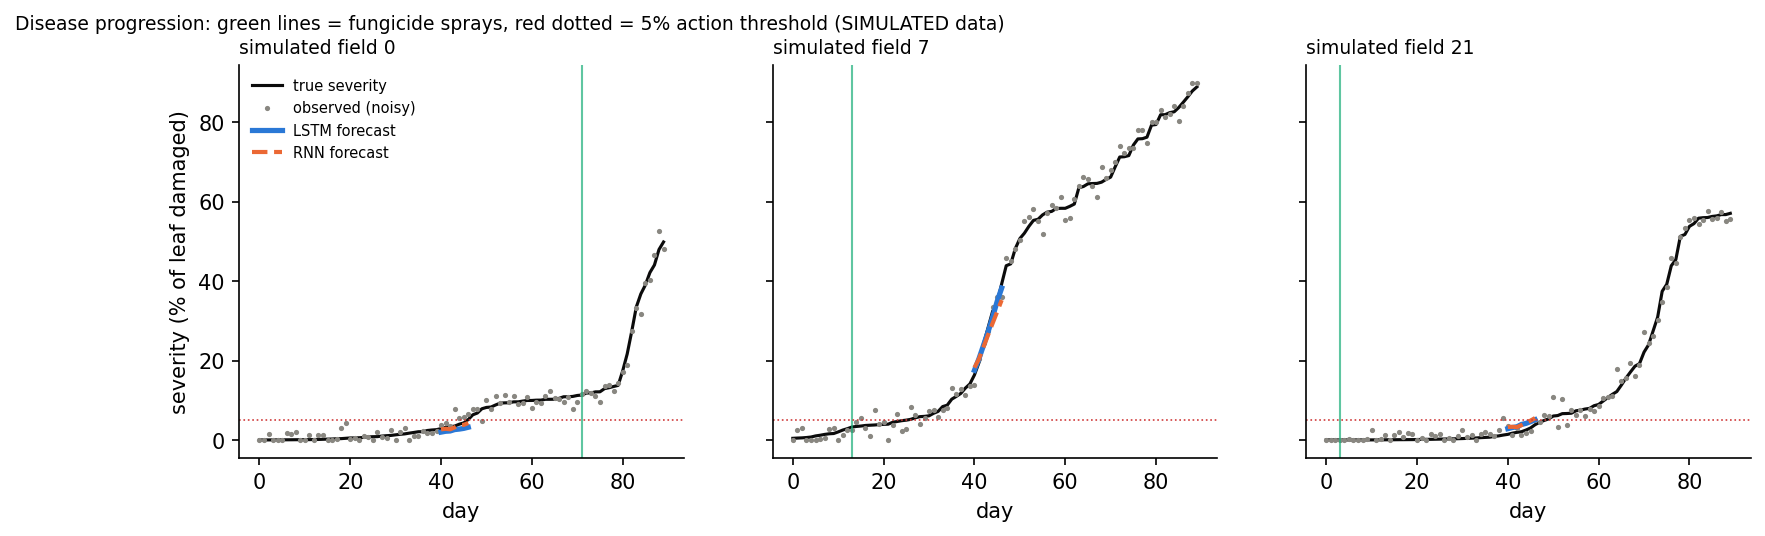 Disease progression: green lines = fungicide sprays, red dotted = 5% action threshold (SIMULATED data)
simulated field 0
simulated field 7
simulated field 21
true severity
observed (noisy)
LSTM forecast
RNN forecast
severity (% of leaf damaged)
80
60
40
20
0
0 20 40 60 80
0 20 40 60 80
0 20 40 60 80
day
day
day